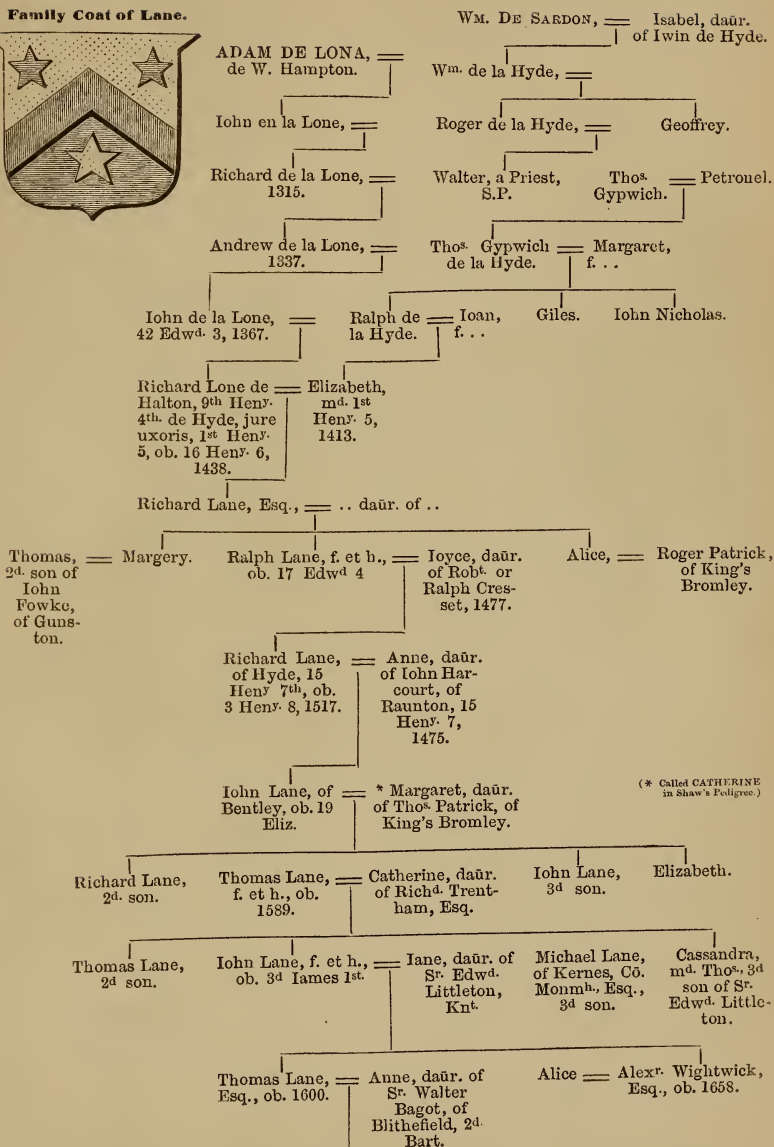 Family Coat of Lane.
Wm. DE SARDON, = Isabel, daūr.
of Iwin de Hyde.
ADAM DE LONA, =
de W. Hampton.
Wm. de la Hyde, =
Iohn en la Lone, =
Roger de la Hyde, =
Geoffrey.
Richard de la Lone, =
1315.
Walter, a Priest,
S.P.
Thos. = Petrouel.
Gypwich.
Andrew de la Lone, =
1337.
Thos. Gypwich = Margaret,
de la Hyde. f. . .
Iohn de la Lone, =
42 Edwd. 3, 1367.
Ralph de = Ioan,
la Hyde. f. . .
Giles.
Iohn Nicholas.
Richard Lone de = Elizabeth,
Halton, 9th Heny. md. 1st
4th. de Hyde, jure Heny. 5,
uxoris, 1st Heny. 1413.
5, ob. 16 Heny. 6,
1438.
Richard Lane, Esq., = .. daūr. of ..
Thomas, = Margery.
2d. son of
Iohn
Fowke,
of Guns-
ton.
Ralph Lane, f. et h., = Ioyce, daūr.
ob. 17 Edwd 4 of Robt. or
Ralph Cres-
set, 1477.
Alice, = Roger Patrick,
of King's
Bromley.
Richard Lane, = Anne, daūr.
of Hyde, 15 of Iohn Har-
Heny 7th, ob. court, of
3 Heny. 8, 1517. Raunton, 15
Heny. 7,
1475.
Iohn Lane, of = * Margaret, daūr.
Bentley, ob. 19 of Thos. Patrick, of
Eliz. King's Bromley.
(* Called CATHERINE
in Shaw's Pedigree.)
Richard Lane,
2d. son.
Thomas Lane, = Catherine, daūr.
f. et h., ob. of Richd. Trent-
1589. ham, Esq.
Iohn Lane,
3d son.
Elizabeth.
Thomas Lane,
2d son.
Iohn Lane, f. et h., = Iane, daūr. of
ob. 3d Iames 1st. Sr. Edwd.
Littleton,
Knt.
Michael Lane,
of Kernes, Cō.
Monmh., Esq.,
3d son.
Cassandra,
md. Thos., 3d
son of Sr.
Edwd. Little-
ton.
Thomas Lane, = Anne, daūr. of
Esq., ob. 1600. Sr. Walter
Bagot, of
Blithefield, 2d.
Bart.
Alice = Alexr. Wightwick,
Esq., ob. 1658.